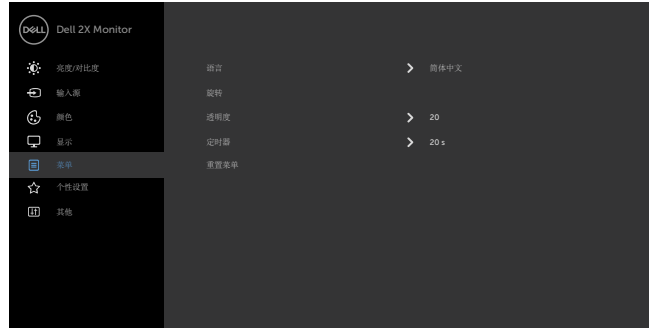 DELL Dell 2X Monitor
亮度/对比度
语言 简体中文
输入源
旋转
颜色
透明度 20
显示
定时器 20 s
菜单
重置菜单
个性设置
其他